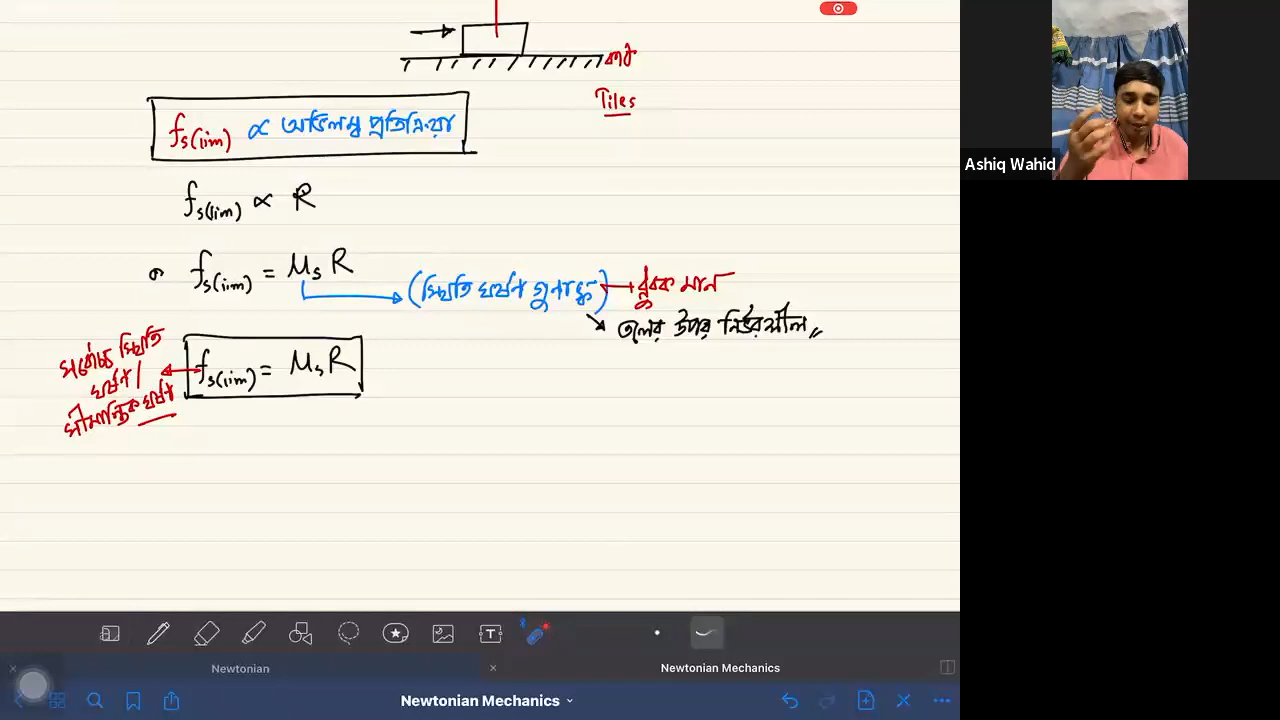 কাঠ
Tiles
fs(lim) ∝ অভিলম্ব প্রতিক্রিয়া
fs(lim) ∝ R
fs(lim) = μs R
(স্থিতি ঘর্ষণ গুণাঙ্ক) → ধ্রুবক মান
তলের উপর নির্ভরশীল
সর্বোচ্চ স্থিতি
ঘর্ষণ /
সীমান্তিক ঘর্ষণ
fs(lim) = μs R
Ashiq Wahid
T
Newtonian
Newtonian Mechanics
Newtonian Mechanics